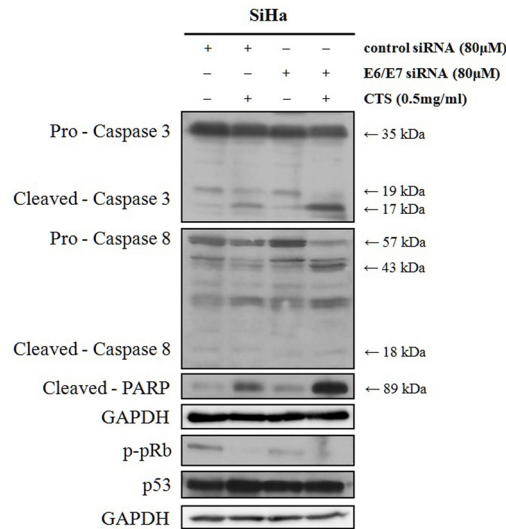 SiHa
+ + – – control siRNA (80μM)
– – + + E6/E7 siRNA (80μM)
– + – + CTS (0.5mg/ml)
Pro - Caspase 3 ← 35 kDa
← 19 kDa
Cleaved - Caspase 3 ← 17 kDa
Pro - Caspase 8 ← 57 kDa
← 43 kDa
Cleaved - Caspase 8 ← 18 kDa
Cleaved - PARP ← 89 kDa
GAPDH
p-pRb
p53
GAPDH